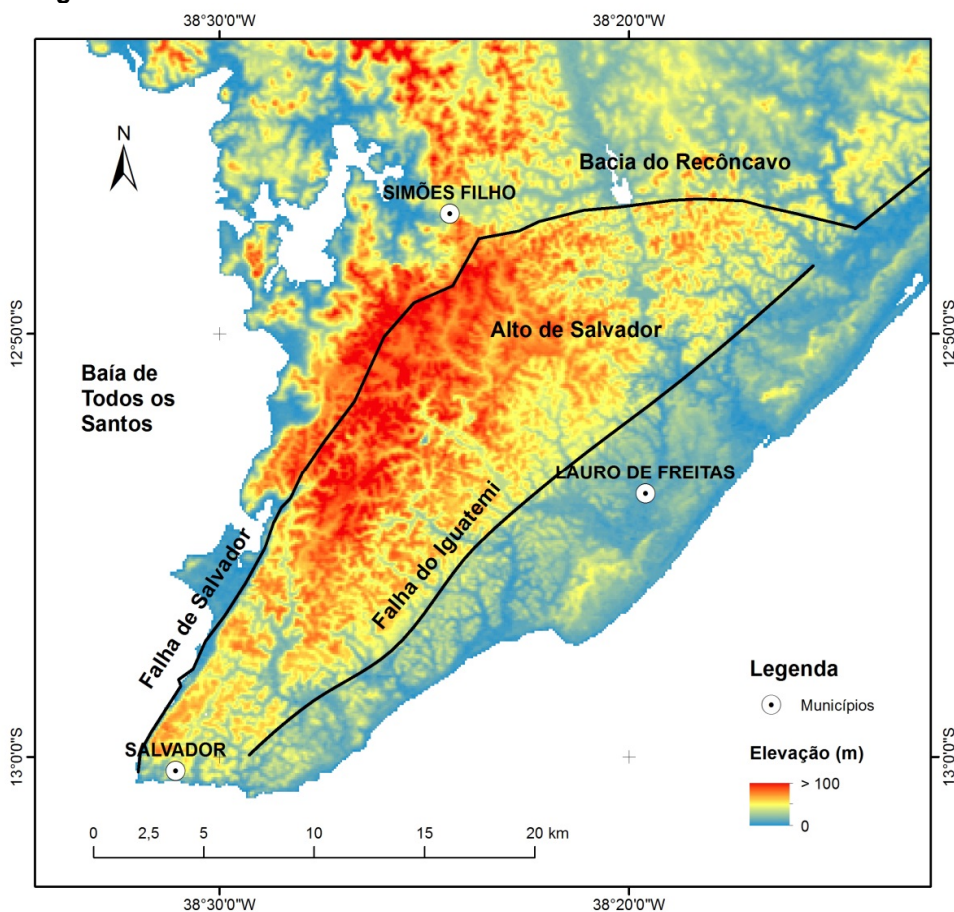 38°30'0"W
38°20'0"W
N
Bacia do Recôncavo
SIMÕES FILHO
12°50'0"S
12°50'0"S
Alto de Salvador
Baía de
Todos os
Santos
LAURO DE FREITAS
Falha do Iguatemi
Falha de Salvador
Legenda
Municípios
SALVADOR
13°0'0"S
13°0'0"S
Elevação (m)
> 100
0
0 2,5 5 10 15 20 km
38°30'0"W
38°20'0"W